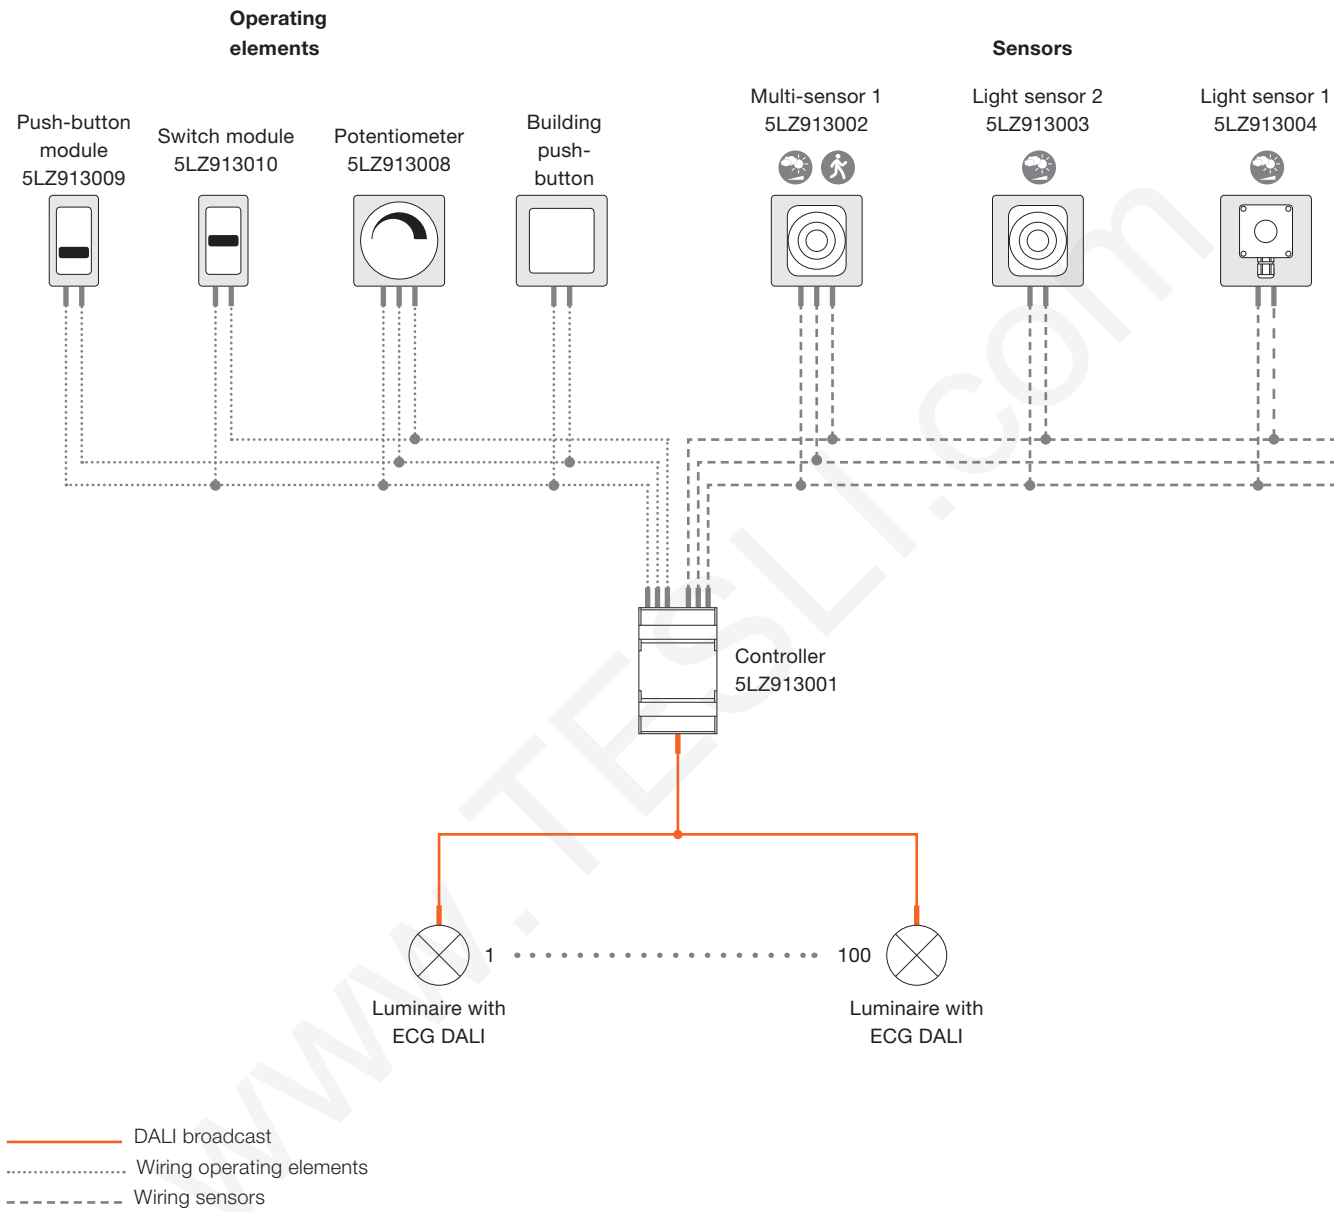 Operating
elements
Sensors
Push-button
module
5LZ913009
Switch module
5LZ913010
Potentiometer
5LZ913008
Building
push-
button
Multi-sensor 1
5LZ913002
Light sensor 2
5LZ913003
Light sensor 1
5LZ913004
Controller
5LZ913001
1
100
Luminaire with
ECG DALI
Luminaire with
ECG DALI
DALI broadcast
Wiring operating elements
Wiring sensors
www.TESLI.com